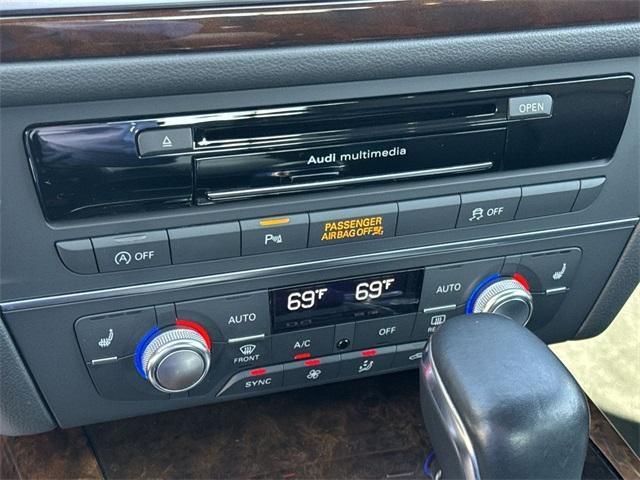 OPEN
Audi multimedia
A OFF
P
PASSENGER
AIRBAG OFF
OFF
69°F 69°F
AUTO AUTO
FRONT A/C OFF
SYNC